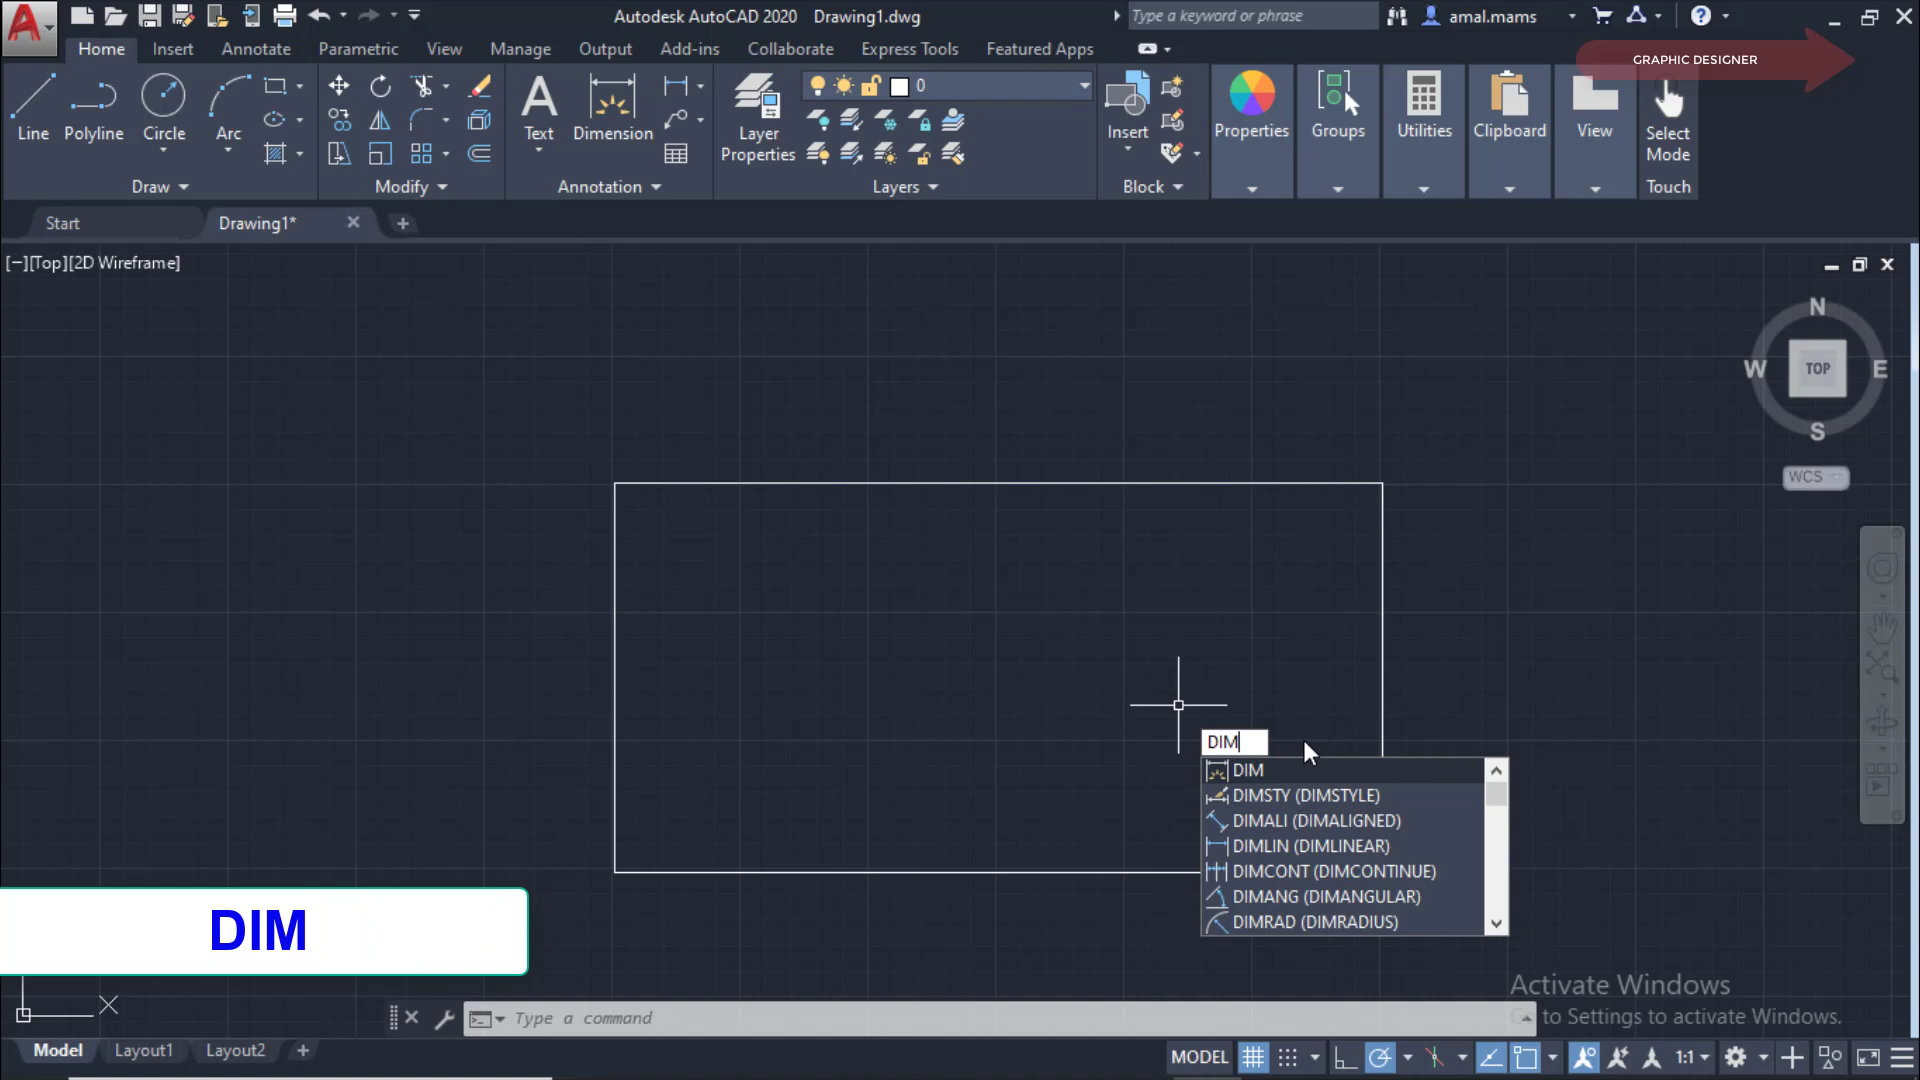 Autodesk AutoCAD 2020 Drawing1.dwg
Type a keyword or phrase
amal.mams
Home Insert Annotate Parametric View Manage Output Add-ins Collaborate Express Tools Featured Apps
GRAPHIC DESIGNER
0
Line Polyline Circle Arc
Text Dimension
Layer
Properties
Insert
Properties Groups Utilities Clipboard View
Select
Mode
Draw Modify Annotation Layers Block Touch
Start Drawing1*
[−][Top][2D Wireframe]
N
W TOP E
S
WCS
DIM
DIM
DIMSTY (DIMSTYLE)
DIMALI (DIMALIGNED)
DIMLIN (DIMLINEAR)
DIMCONT (DIMCONTINUE)
DIMANG (DIMANGULAR)
DIMRAD (DIMRADIUS)
DIM
Activate Windows
to Settings to activate Windows.
Type a command
Model Layout1 Layout2
MODEL 1:1